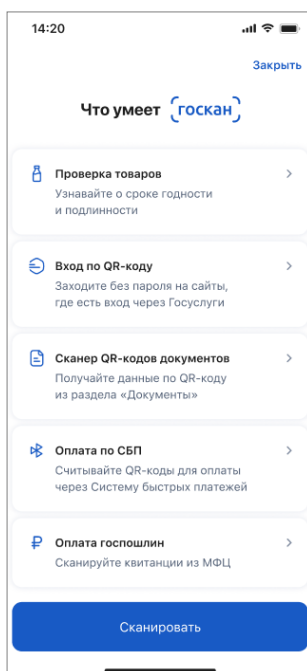 14:20
Закрыть
Что умеет госкан
Проверка товаров
Узнавайте о сроке годности
и подлинности
Вход по QR-коду
Заходите без пароля на сайты,
где есть вход через Госуслуги
Сканер QR-кодов документов
Получайте данные по QR-коду
из раздела «Документы»
Оплата по СБП
Считывайте QR-коды для оплаты
через Систему быстрых платежей
Оплата госпошлин
Сканируйте квитанции из МФЦ
Сканировать